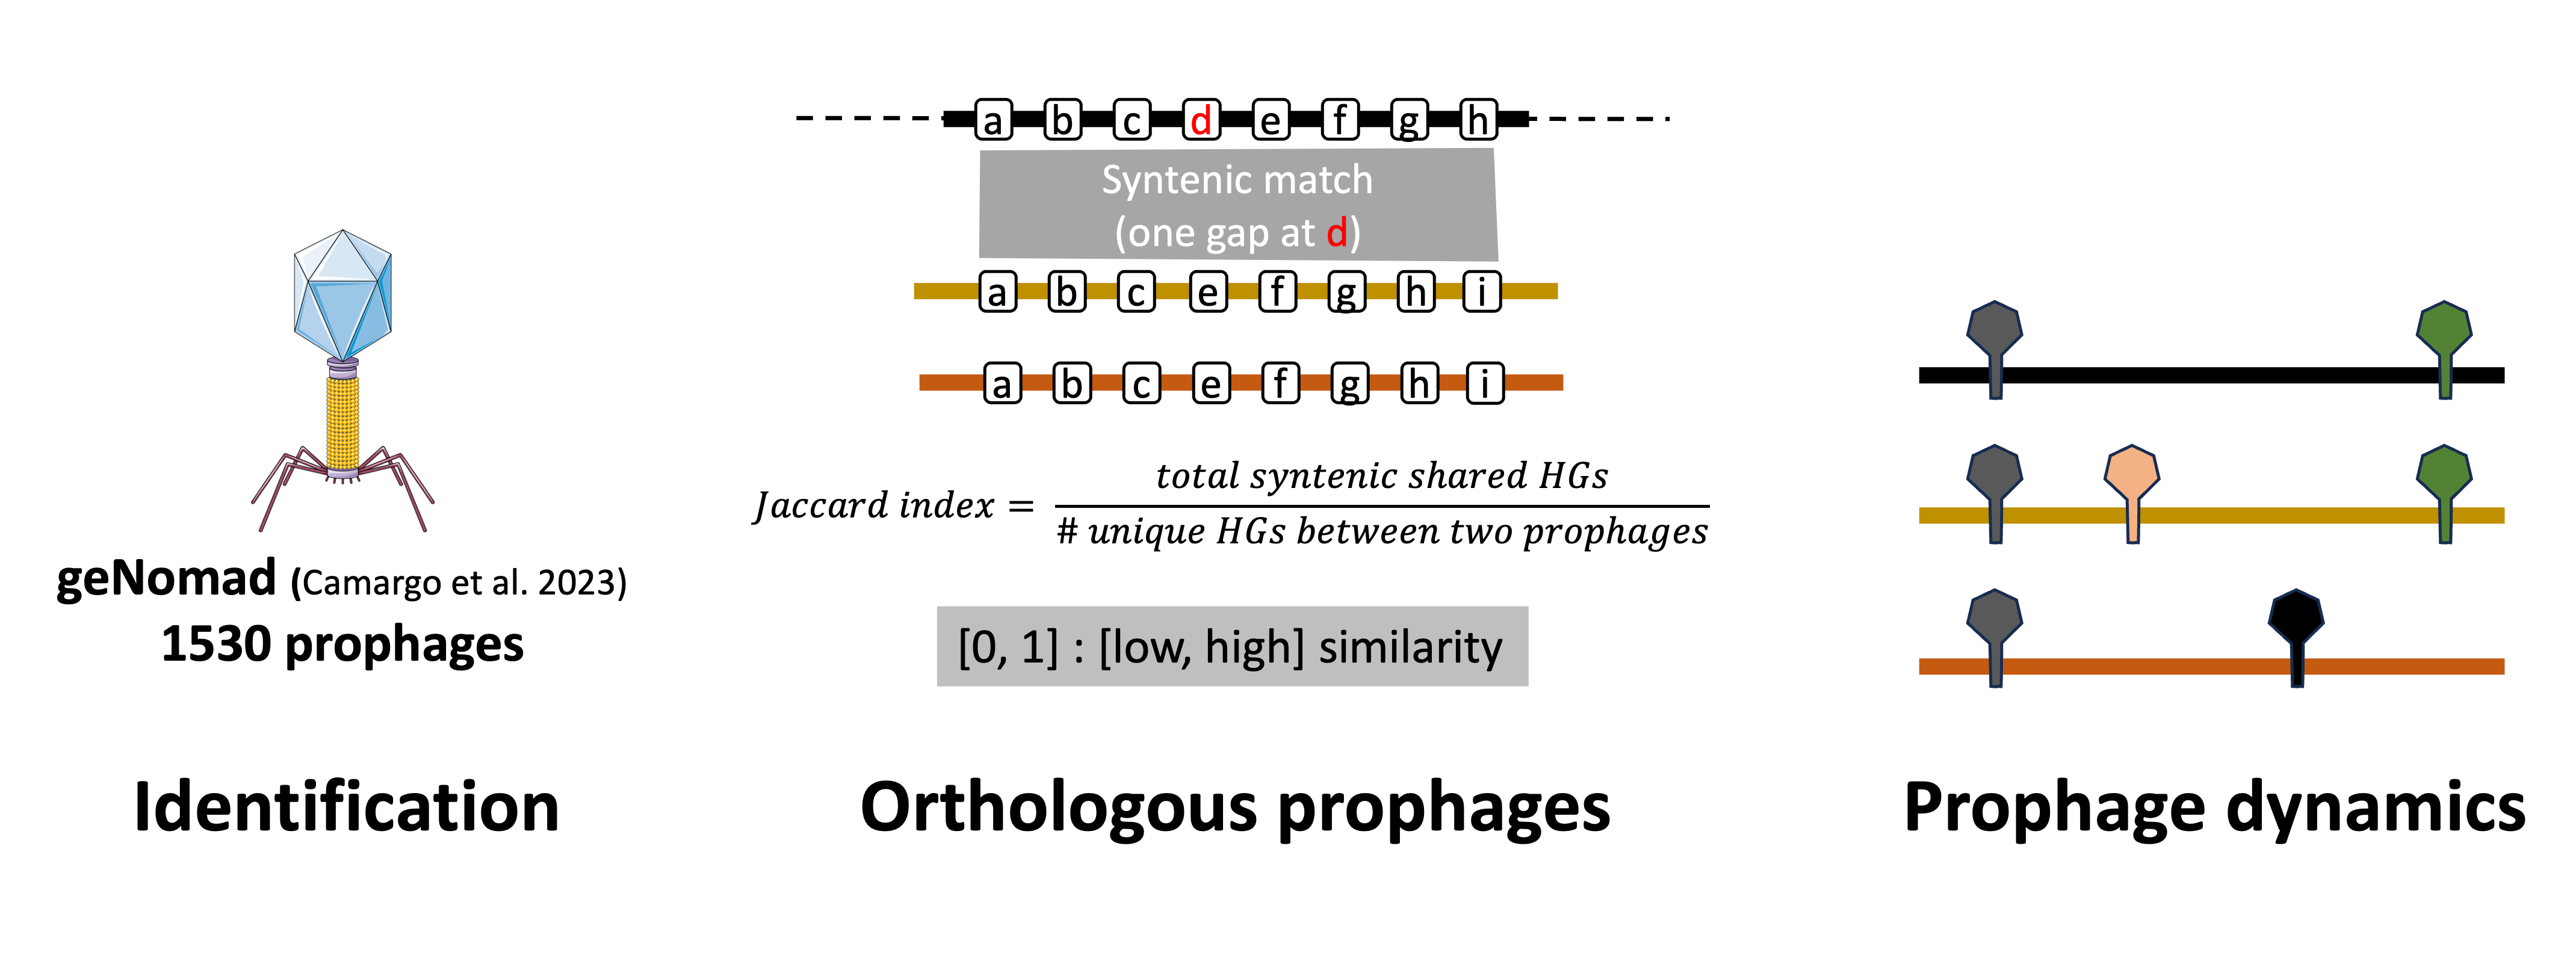 geNomad (Camargo et al. 2023)
1530 prophages
Identification
a b c d e f g h
Syntenic match
(one gap at d)
a b c e f g h i
a b c e f g h i
Jaccard index = total syntenic shared HGs
# unique HGs between two prophages
[0, 1] : [low, high] similarity
Orthologous prophages
Prophage dynamics